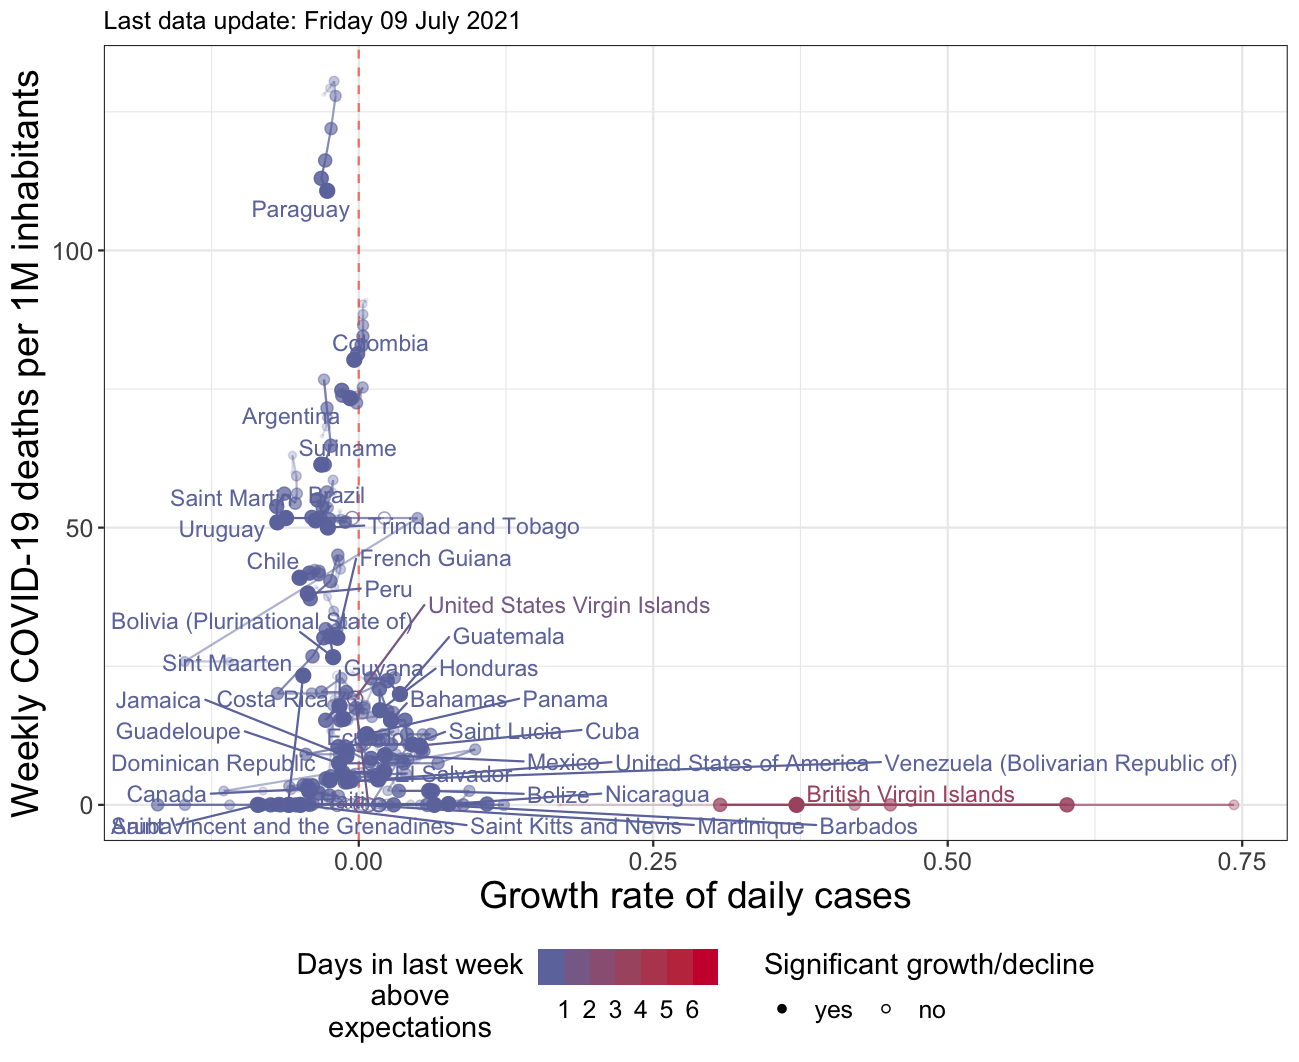 Last data update: Friday 09 July 2021
Weekly COVID-19 deaths per 1M inhabitants
100
50
0
Paraguay
Colombia
Argentina
Suriname
Saint Martin
Brazil
Uruguay
Trinidad and Tobago
Chile
French Guiana
Peru
United States Virgin Islands
Bolivia (Plurinational State of)
Guatemala
Sint Maarten
Guyana
Honduras
Jamaica
Costa Rica
Bahamas
Panama
Guadeloupe
Ecuador
Saint Lucia
Cuba
Dominican Republic
El Salvador
Mexico
United States of America
Venezuela (Bolivarian Republic of)
Canada
Haiti
Belize
Nicaragua
British Virgin Islands
Aruba
Saint Vincent and the Grenadines
Saint Kitts and Nevis
Martinique
Barbados
0.00
0.25
0.50
0.75
Growth rate of daily cases
Days in last week
above
expectations
1 2 3 4 5 6
Significant growth/decline
yes
no